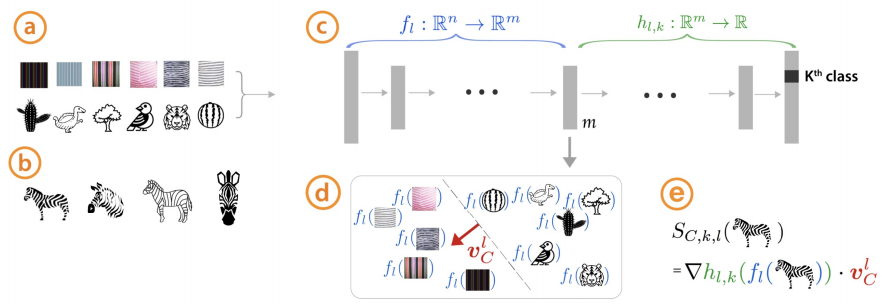 a
b
c
f_l : ℝ^n → ℝ^m
h_{l,k} : ℝ^m → ℝ
K^th class
m
d
f_l( )
f_l( )
f_l( )
f_l( )
f_l( )
f_l( )
f_l( )
f_l( )
f_l( )
f_l( )
f_l( )
v_C^l
e
S_{C,k,l}( )
= ∇h_{l,k}(f_l( )) · v_C^l